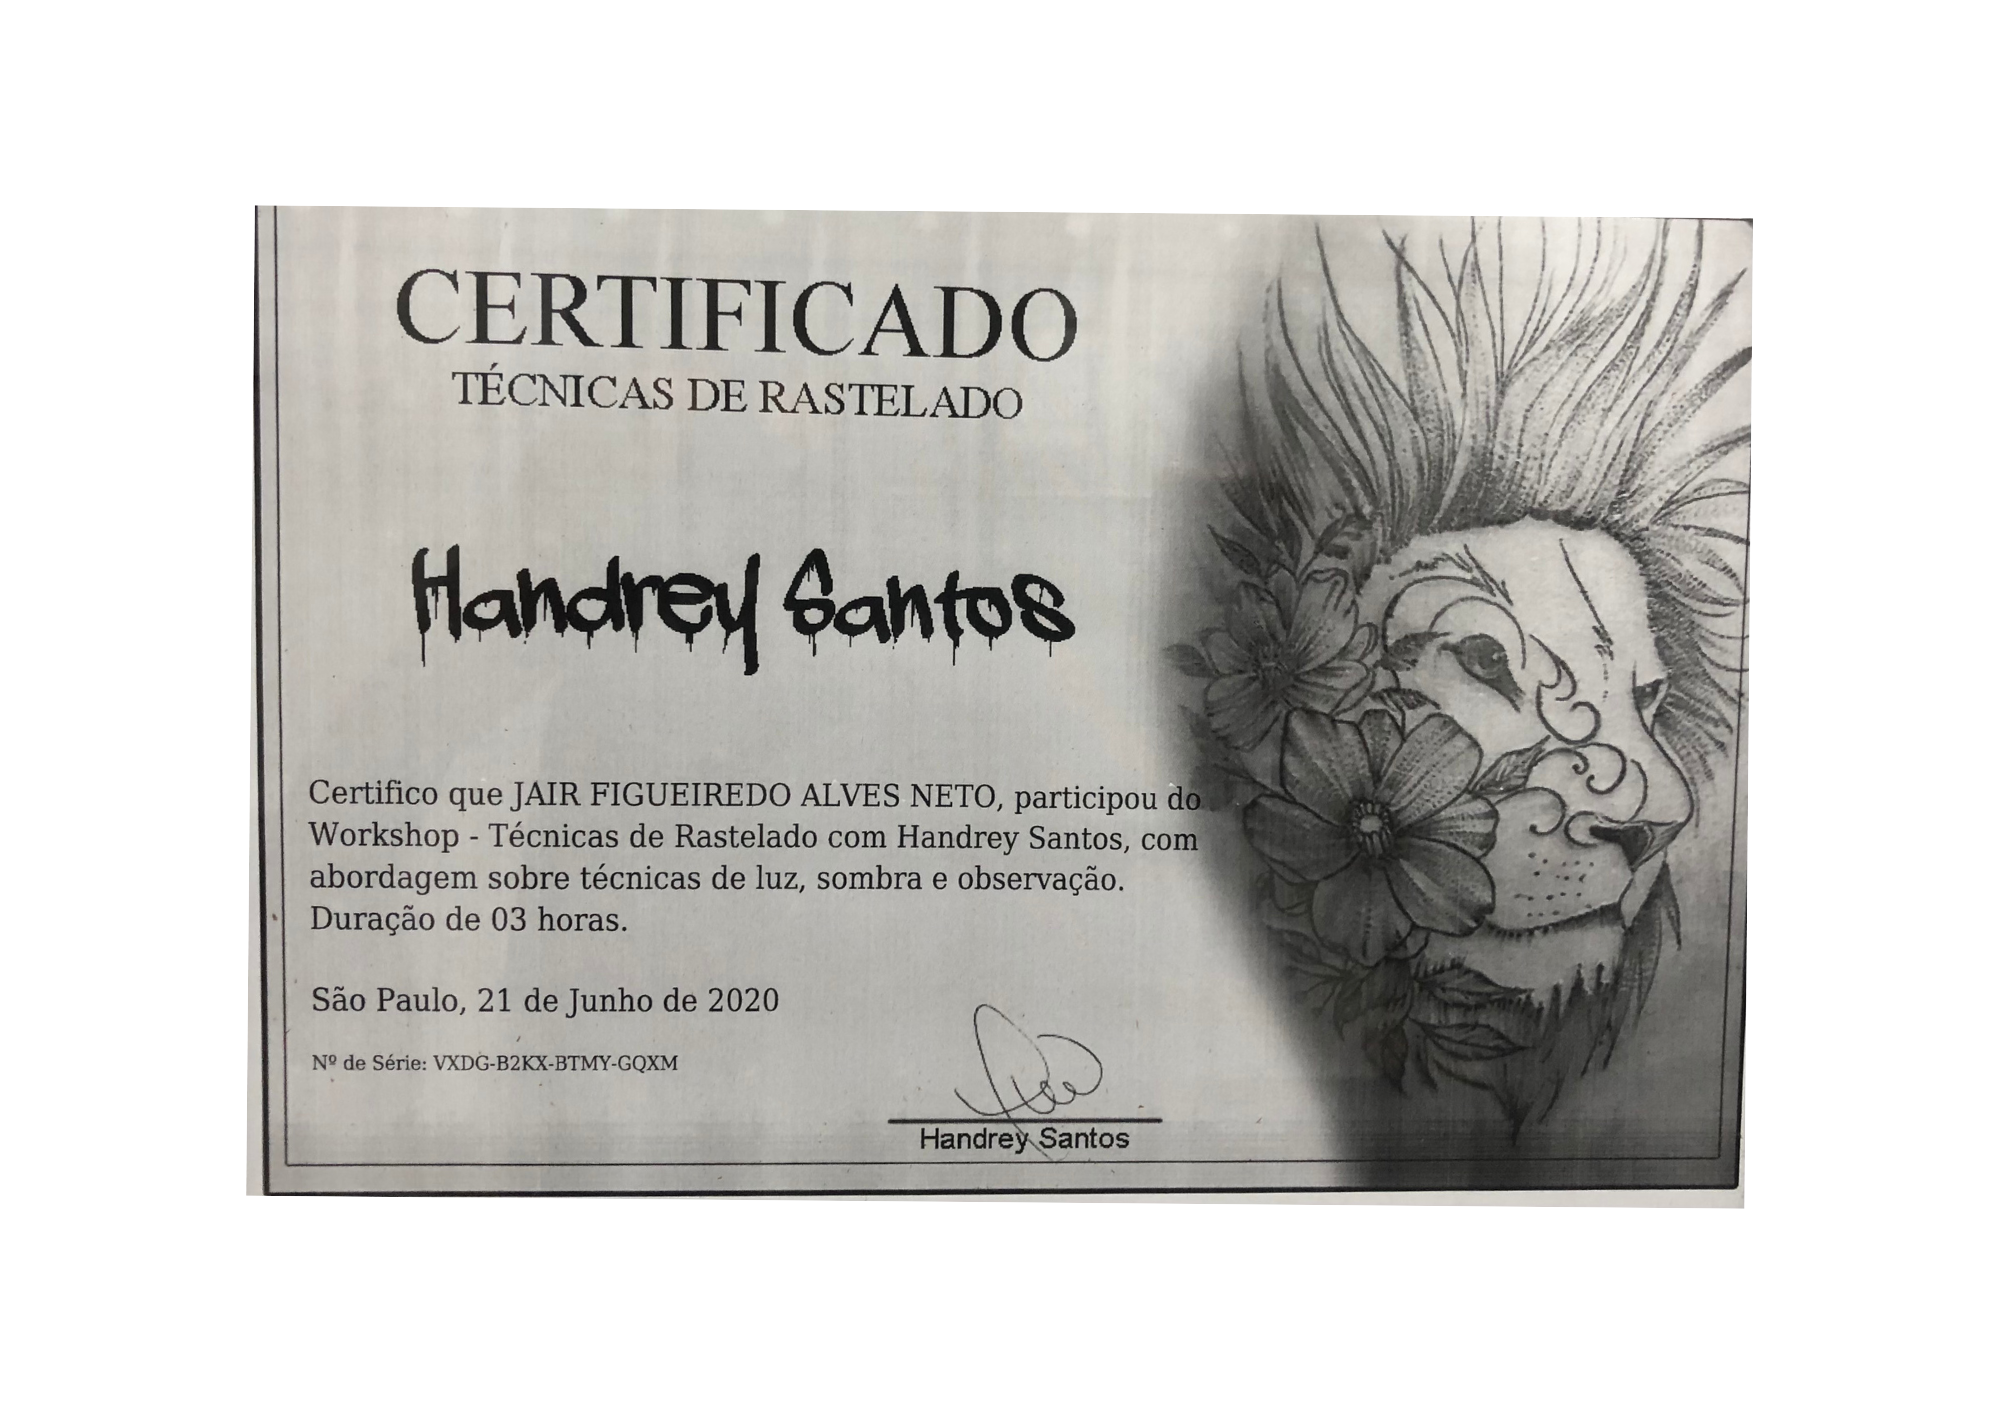 CERTIFICADO
TÉCNICAS DE RASTELADO
Handrey Santos
Certifico que JAIR FIGUEIREDO ALVES NETO, participou do
Workshop - Técnicas de Rastelado com Handrey Santos, com
abordagem sobre técnicas de luz, sombra e observação.
Duração de 03 horas.
São Paulo, 21 de Junho de 2020
Nº de Série: VXDG-B2KX-BTMY-GQXM
Handrey Santos